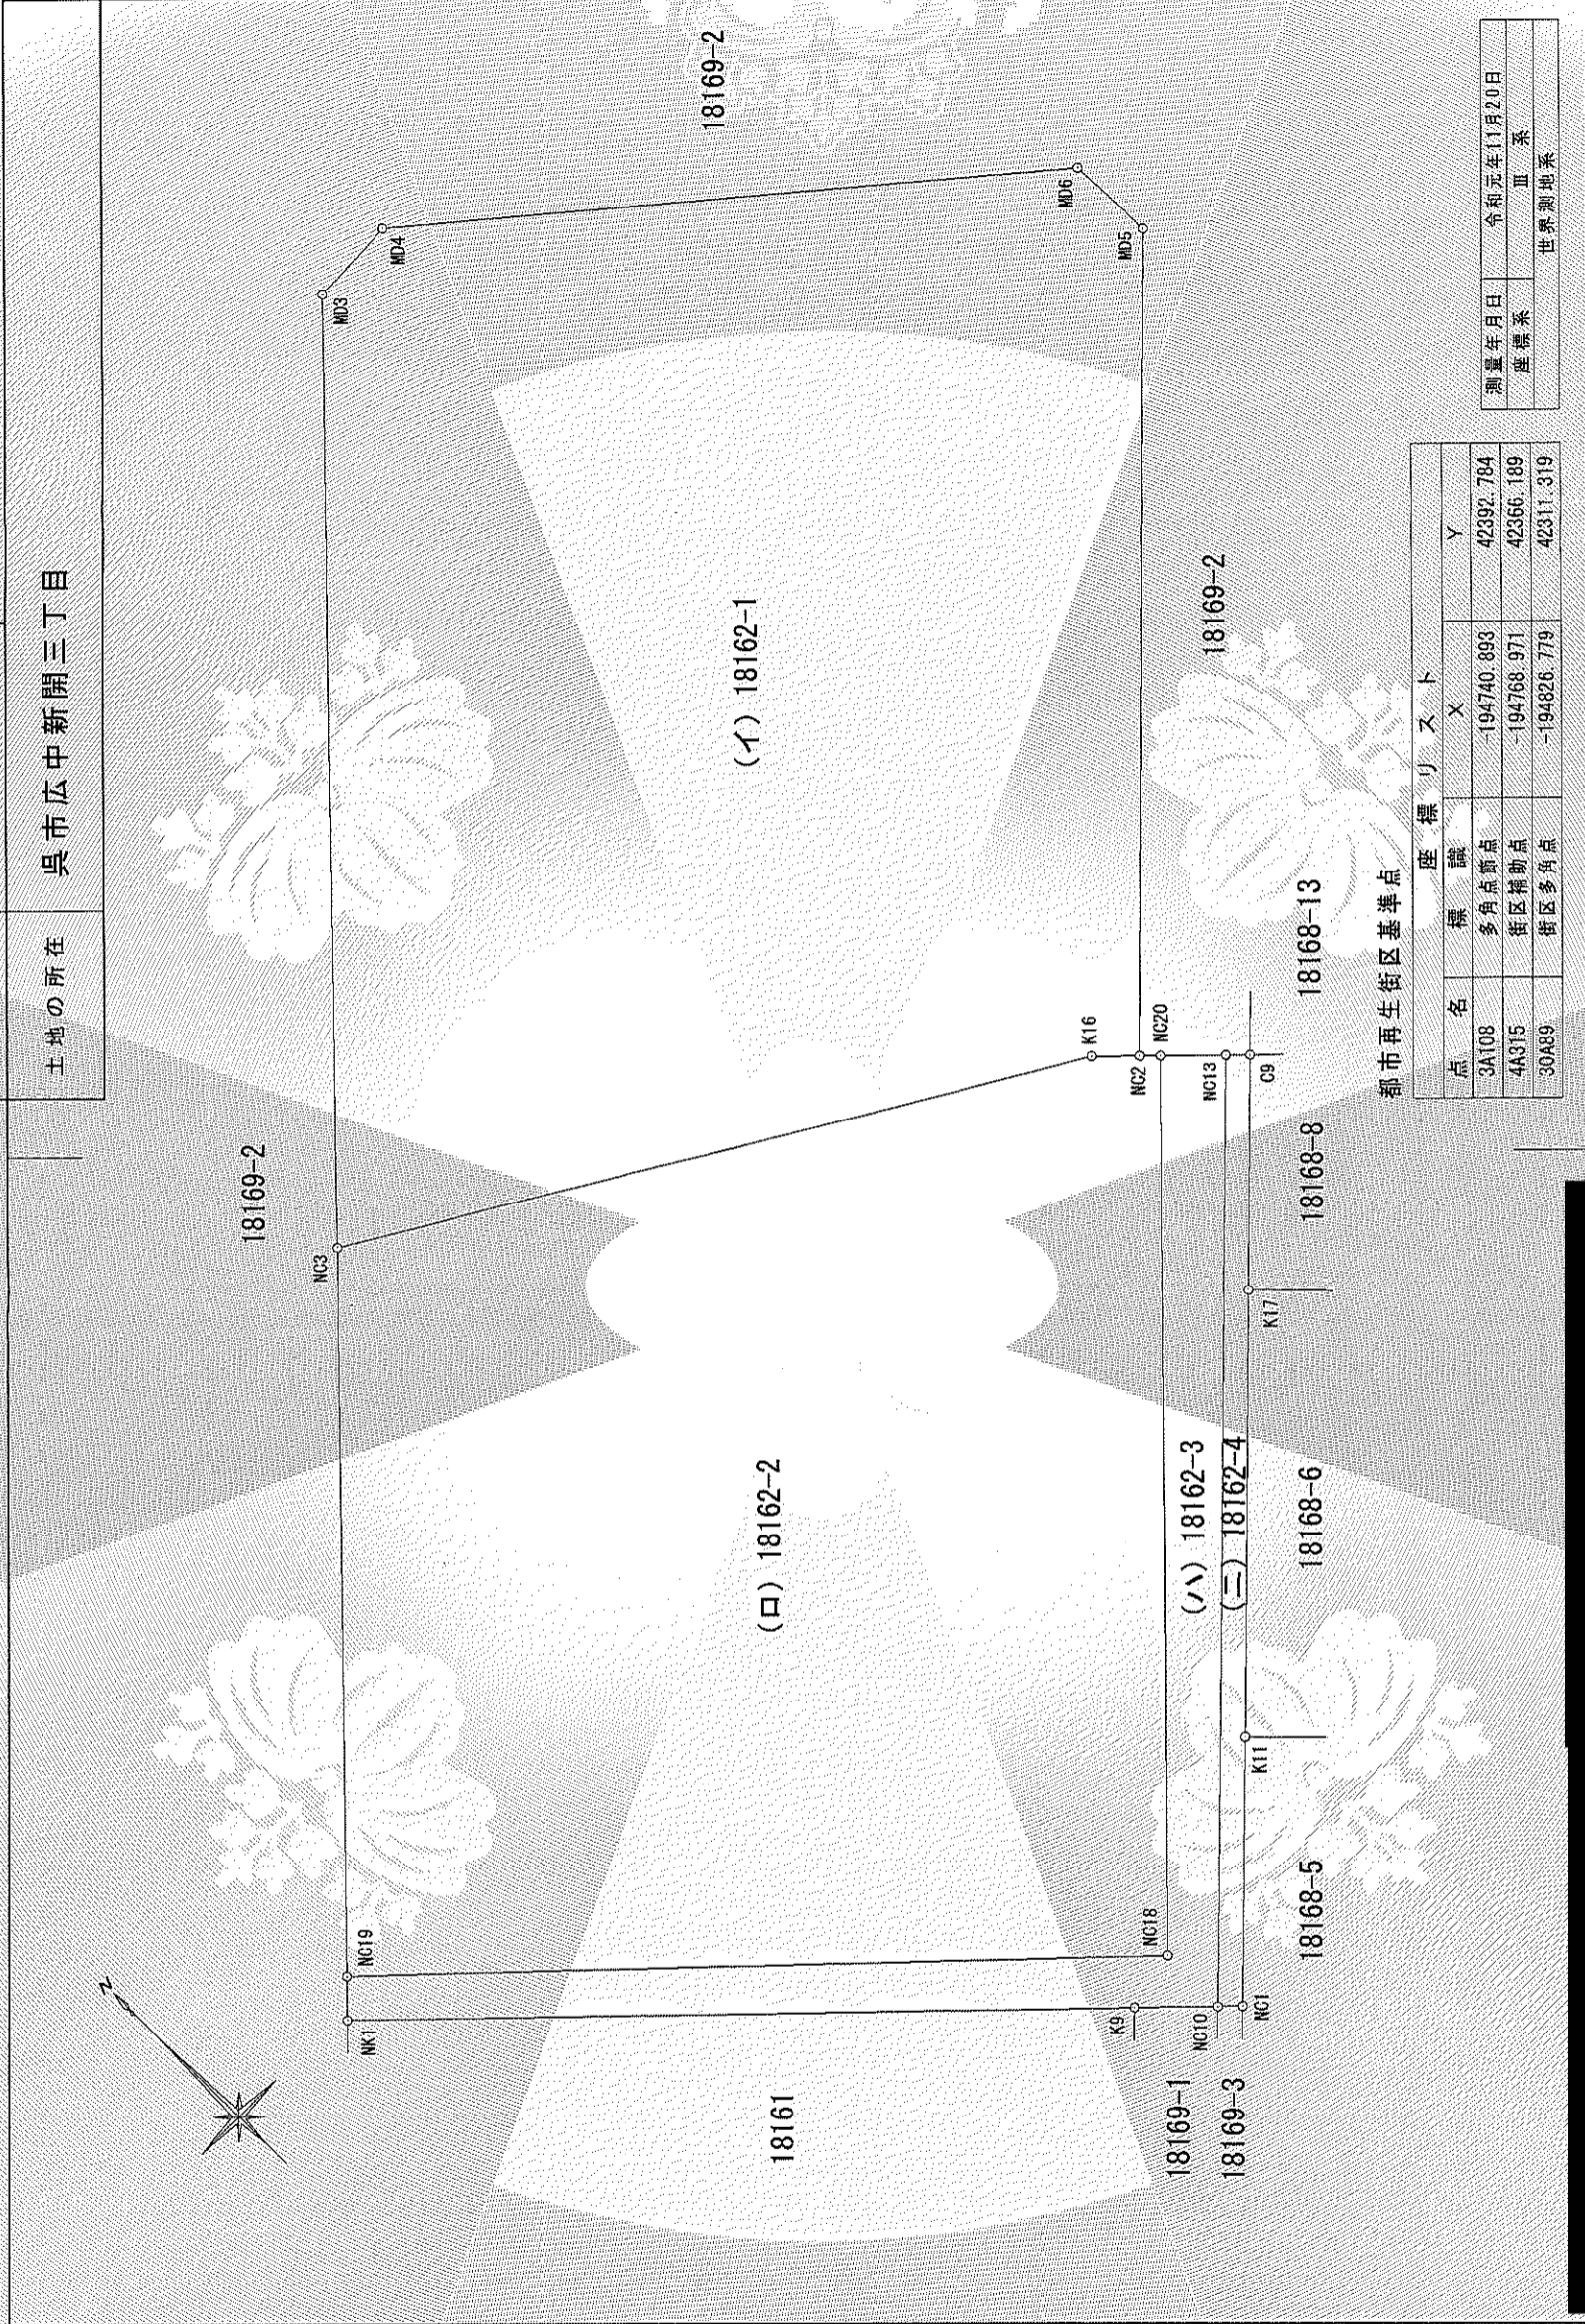 土地の所在 呉市広中新開三丁目
N
18169-2
NK1
NC19
NC3
MD3
MD4
18161
(ロ) 18162-2
(イ) 18162-1
18169-2
K9
NC18
K16
NC2
NC20
MD5
MD6
18169-1
NC10
(ハ) 18162-3
NC13
18169-2
18169-3
NC1
K11
(ニ) 18162-4
K17
C9
18168-5
18168-6
18168-8
18168-13
都市再生街区基準点
座標リスト
点名 標識 X Y
3A108 多角点節点 -194740.893 42392.784
4A315 街区補助点 -194768.971 42366.189
30A89 街区多角点 -194826.779 42311.319
測量年月日 令和元年11月20日
座標系 Ⅲ 系
世界測地系